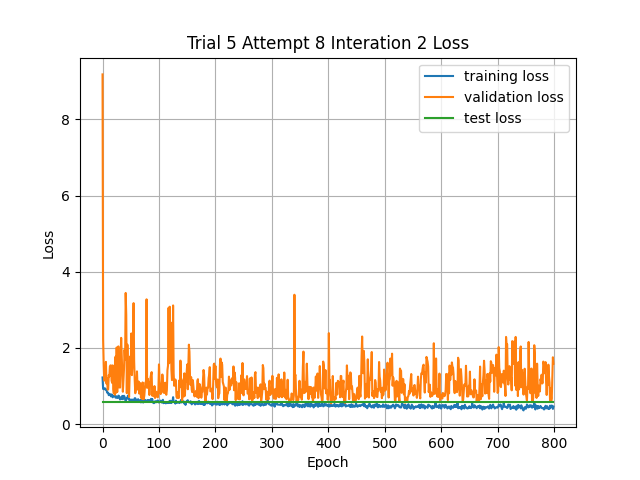 Trial 5 Attempt 8 Interation 2 Loss
training loss
validation loss
test loss
Loss
8
6
4
2
0
0 100 200 300 400 500 600 700 800
Epoch